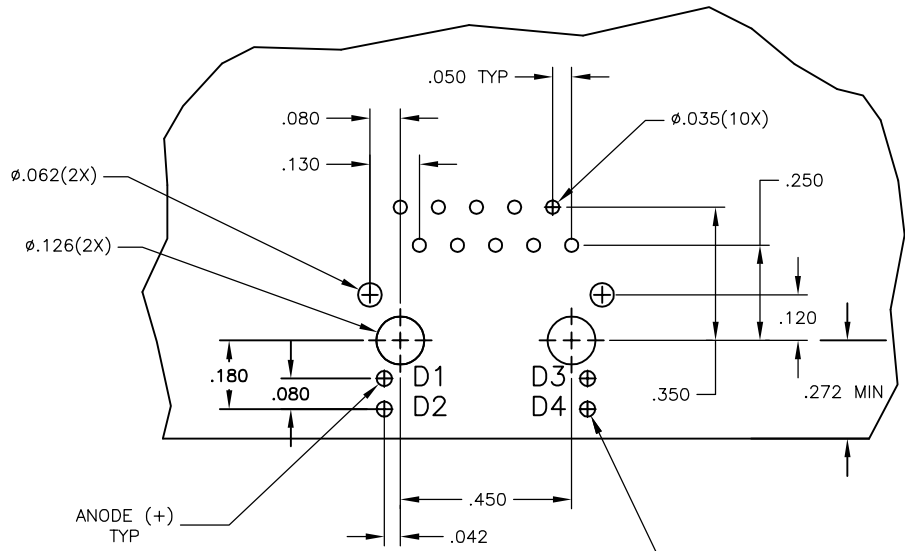 .050 TYP
.080
ø.035(10X)
.130
ø.062(2X)
.250
ø.126(2X)
.120
.180
D1
D3
.080
.350
.272 MIN
D2
D4
.450
ANODE (+)
TYP
.042